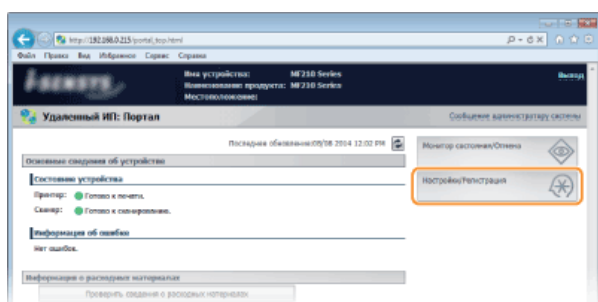 http://192.168.0.215/portal_top.html
Файл Правка Вид Избранное Сервис Справка
i-SENSYS
Имя устройства: MF210 Series
Наименование продукта: MF210 Series
Местоположение:
Выход
Удаленный ИП: Портал
Сообщение администратору системы
Последнее обновление:08/08 2014 12:02 PM
Основные сведения об устройстве
Состояние устройства
Принтер: Готово к печати.
Сканер: Готово к сканированию.
Информация об ошибке
Нет ошибок.
Информация о расходных материалах
Проверить сведения о расходных материалах
Монитор состояния/Отмена
Настройки/Регистрация